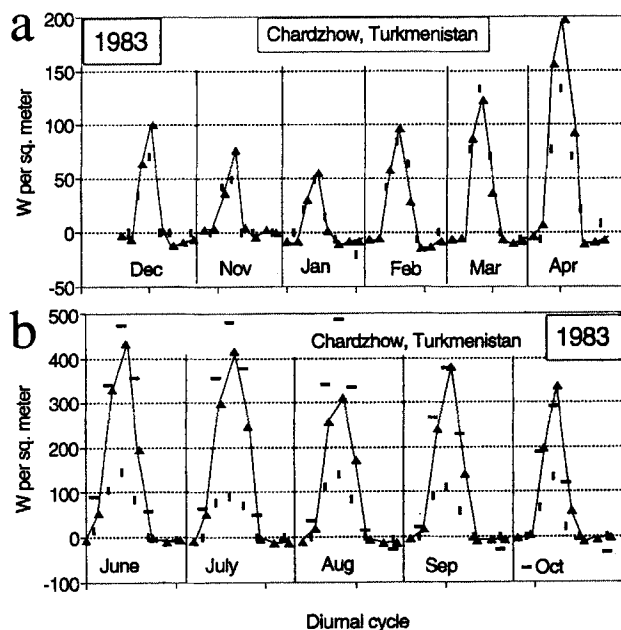 a
1983
Chardzhow, Turkmenistan
W per sq. meter
200
150
100
50
0
-50
Dec Nov Jan Feb Mar Apr
b
Chardzhow, Turkmenistan
1983
W per sq. meter
500
400
300
200
100
0
-100
June July Aug Sep Oct
Diurnal cycle